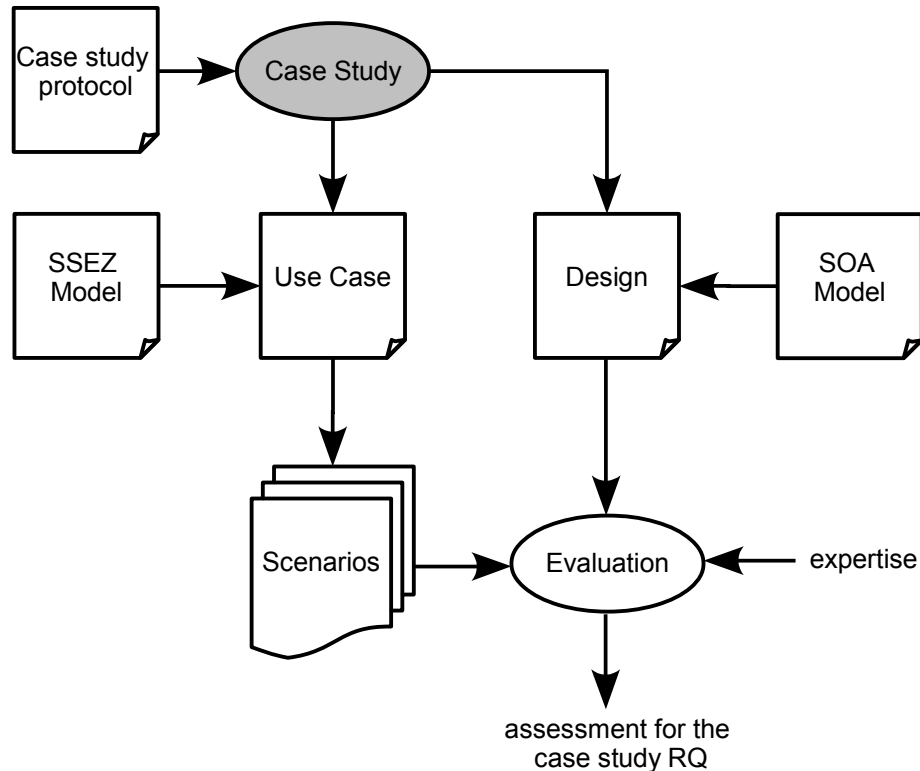 Case study
protocol
Case Study
SSEZ
Model
Use Case
Design
SOA
Model
Scenarios
Evaluation
expertise
assessment for the
case study RQ